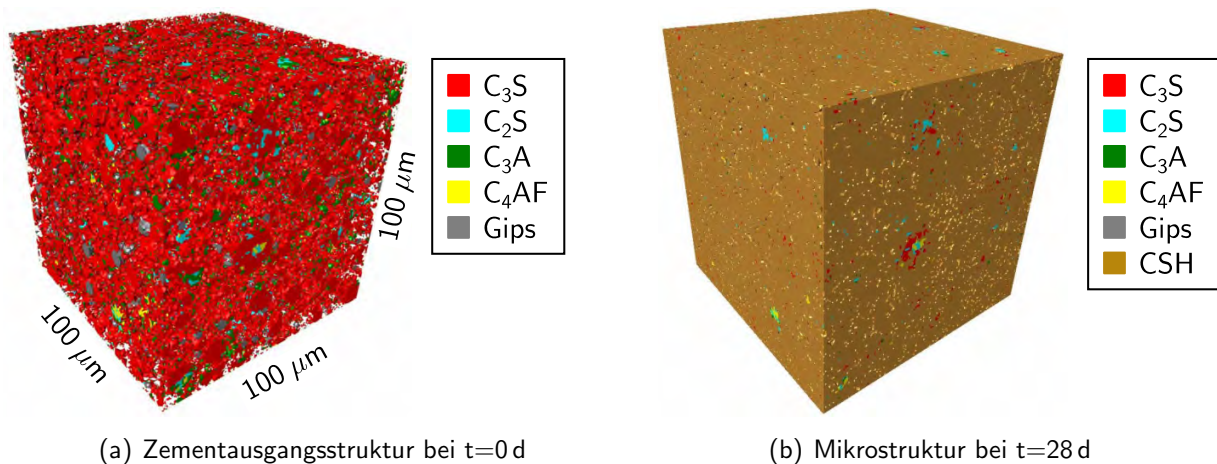 C₃S
C₂S
C₃A
C₄AF
Gips
100 μm
100 μm
100 μm
(a) Zementausgangsstruktur bei t=0 d
C₃S
C₂S
C₃A
C₄AF
Gips
CSH
(b) Mikrostruktur bei t=28 d